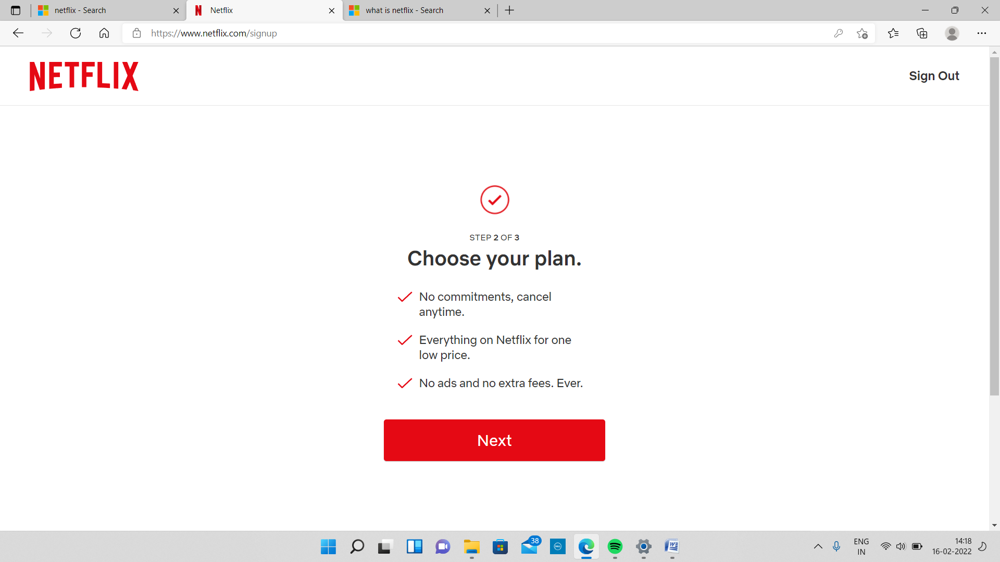 netflix - Search
Netflix
what is netflix - Search
https://www.netflix.com/signup
NETFLIX
Sign Out
STEP 2 OF 3
Choose your plan.
No commitments, cancel
anytime.
Everything on Netflix for one
low price.
No ads and no extra fees. Ever.
Next
38
DELL
ENG
IN
14:18
16-02-2022